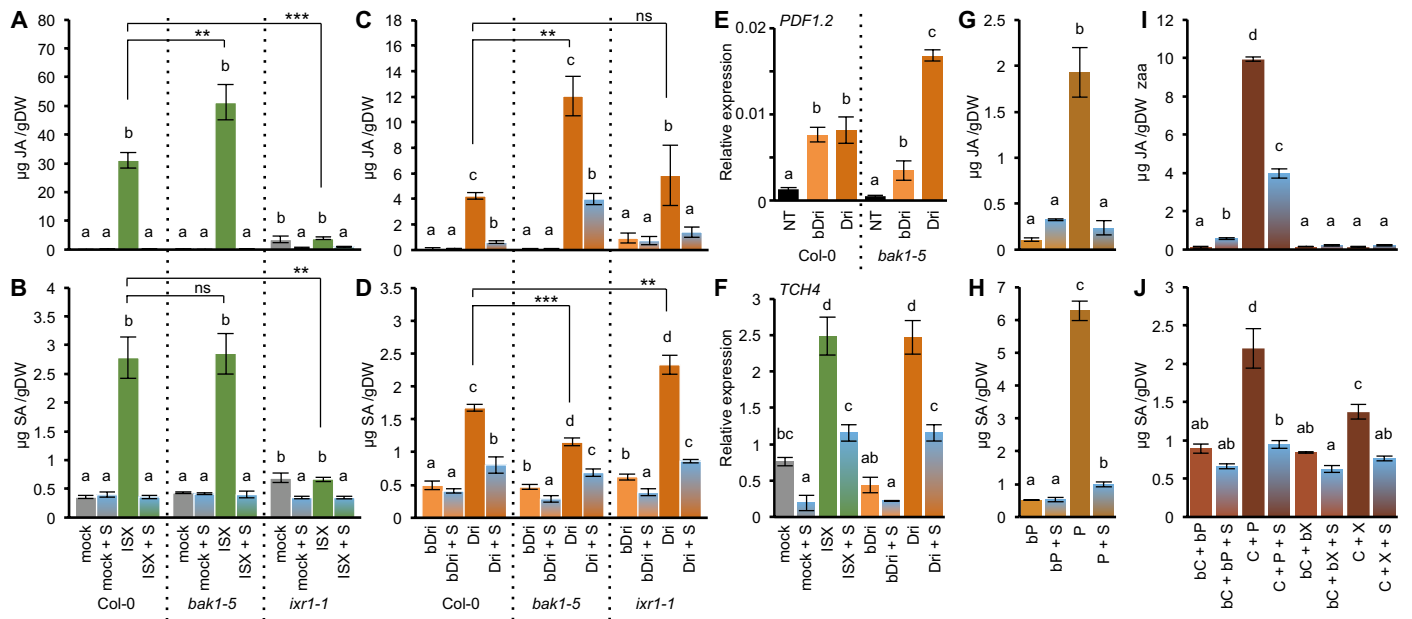 A
μg JA /gDW
80
70
60
50
40
30
20
10
0
***
**
a a b a a a b a b a b a
B
μg SA /gDW
4
3.5
3
2.5
2
1.5
1
0.5
0
**
ns
a a b a a a b a b a b a
mock
mock + S
ISX
ISX + S
mock
mock + S
ISX
ISX + S
mock
mock + S
ISX
ISX + S
Col-0 bak1-5 ixr1-1
C
μg JA /gDW
18
16
14
12
10
8
6
4
2
0
ns
**
a a c b a a c b a a b a
D
μg SA /gDW
3.5
3
2.5
2
1.5
1
0.5
0
**
***
a a c b b a d c b a d c
bDri
bDri + S
Dri
Dri + S
bDri
bDri + S
Dri
Dri + S
bDri
bDri + S
Dri
Dri + S
Col-0 bak1-5 ixr1-1
E PDF1.2
Relative expression
0.02
0.01
0
a b b a b c
NT
bDri
Dri
NT
bDri
Dri
Col-0 bak1-5
F TCH4
Relative expression
3
2.5
2
1.5
1
0.5
0
bc a d c ab a d c
mock
mock + S
ISX
ISX + S
bDri
bDri + S
Dri
Dri + S
G
μg JA /gDW
2.5
2
1.5
1
0.5
0
a a b a
H
μg SA /gDW
8
7
6
5
4
3
2
1
0
a a c b
bP
bP + S
P
P + S
I
μg JA /gDW zaa
12
10
8
6
4
2
0
a b d c a a a a
J
μg SA /gDW
3
2.5
2
1.5
1
0.5
0
ab ab d b ab a c ab
bC + bP
bC + bP + S
C + P
C + P + S
bC + bX
bC + bX + S
C + X
C + X + S